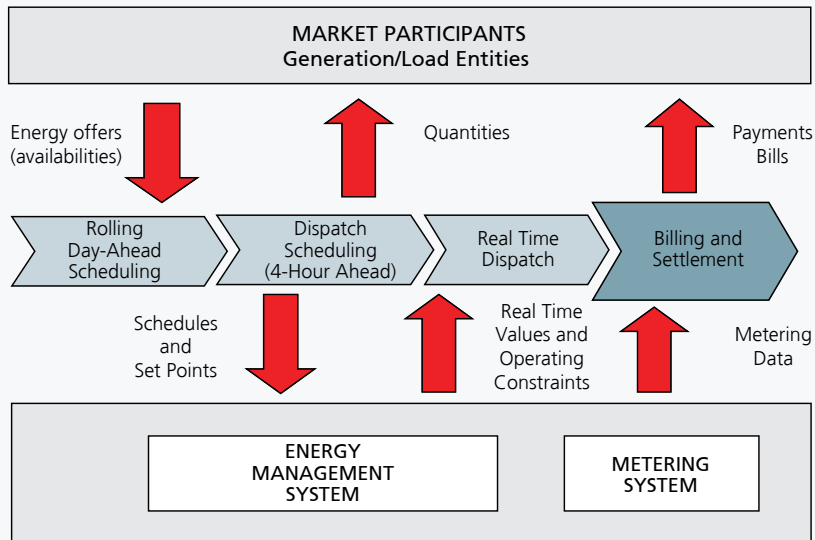 MARKET PARTICIPANTS
Generation/Load Entities
Energy offers
(availabilities)
Quantities
Payments
Bills
Rolling
Day-Ahead
Scheduling
Dispatch
Scheduling
(4-Hour Ahead)
Real Time
Dispatch
Billing and
Settlement
Schedules
and
Set Points
Real Time
Values and
Operating
Constraints
Metering
Data
ENERGY
MANAGEMENT
SYSTEM
METERING
SYSTEM